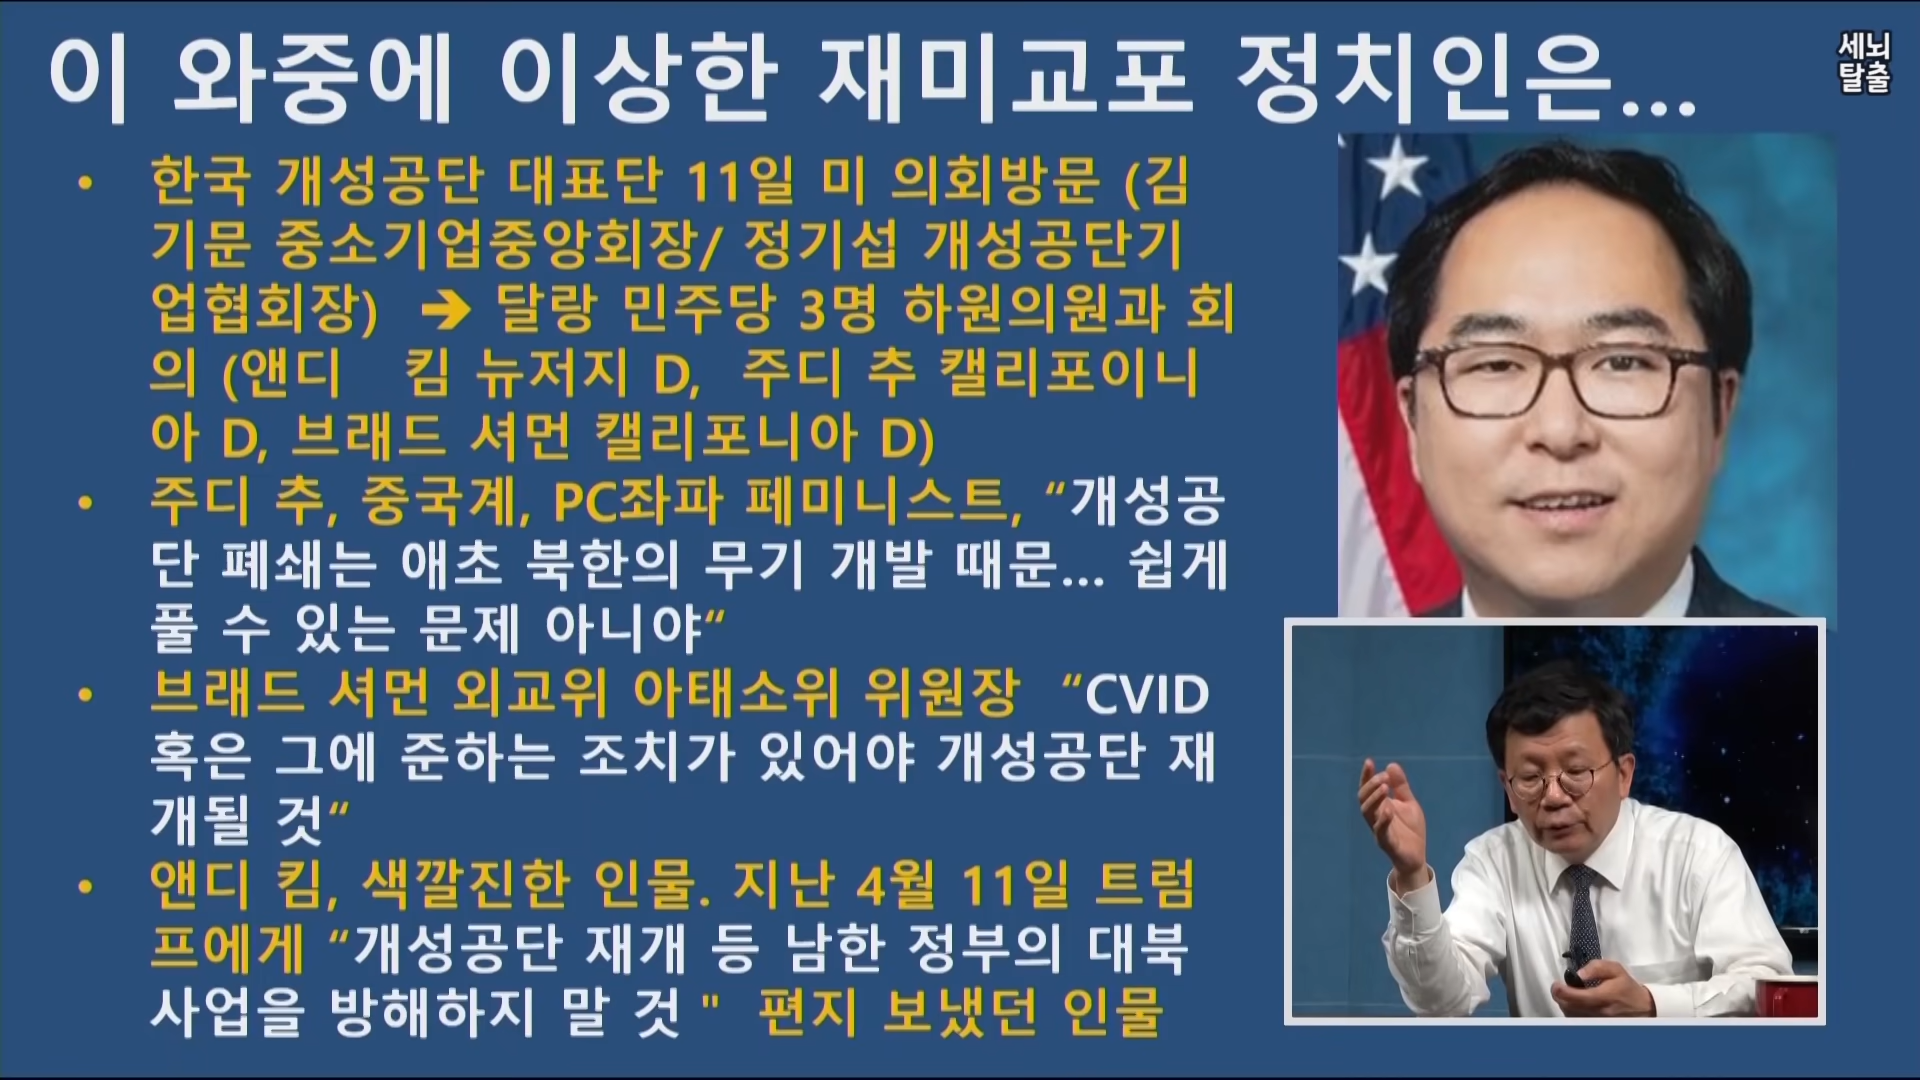 이 와중에 이상한 재미교포 정치인은...
세뇌
탈출
• 한국 개성공단 대표단 11일 미 의회방문 (김
기문 중소기업중앙회장/ 정기섭 개성공단기
업협회장) ➔ 달랑 민주당 3명 하원의원과 회
의 (앤디 킴 뉴저지 D, 주디 추 캘리포이니
아 D, 브래드 셔먼 캘리포니아 D)
• 주디 추, 중국계, PC좌파 페미니스트, “개성공
단 폐쇄는 애초 북한의 무기 개발 때문... 쉽게
풀 수 있는 문제 아니야“
• 브래드 셔먼 외교위 아태소위 위원장 “CVID
혹은 그에 준하는 조치가 있어야 개성공단 재
개될 것“
• 앤디 킴, 색깔진한 인물. 지난 4월 11일 트럼
프에게 “개성공단 재개 등 남한 정부의 대북
사업을 방해하지 말 것 " 편지 보냈던 인물